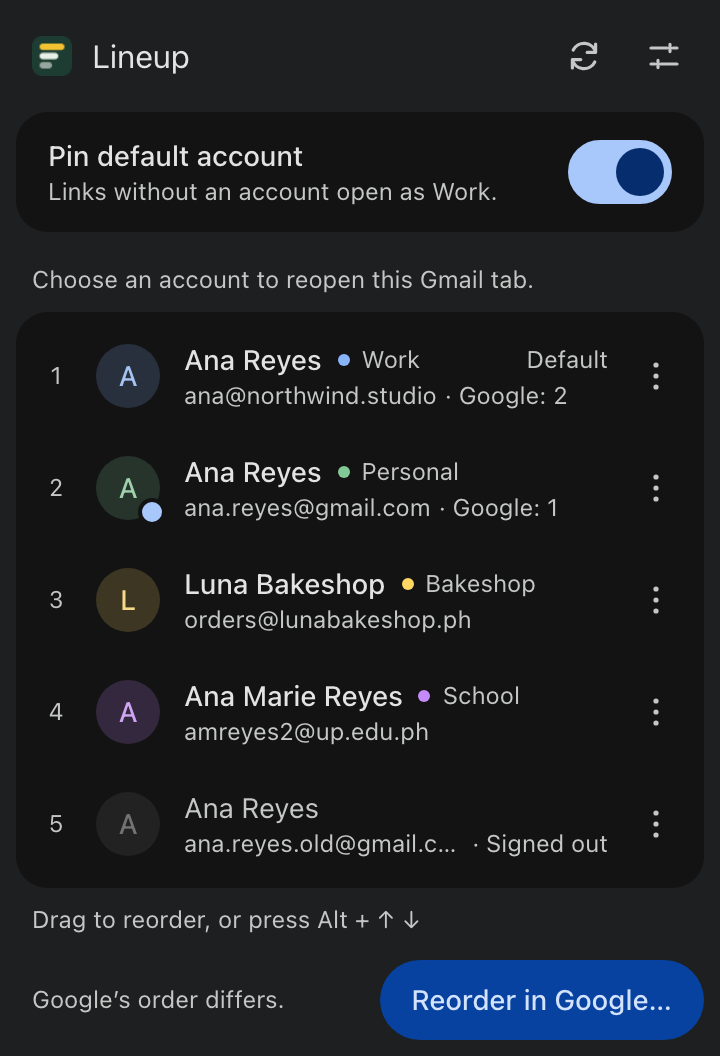 Lineup
Pin default account
Links without an account open as Work.
Choose an account to reopen this Gmail tab.
1 A Ana Reyes • Work Default
ana@northwind.studio · Google: 2
2 A Ana Reyes • Personal
ana.reyes@gmail.com · Google: 1
3 L Luna Bakeshop • Bakeshop
orders@lunabakeshop.ph
4 A Ana Marie Reyes • School
amreyes2@up.edu.ph
5 A Ana Reyes
ana.reyes.old@gmail.c... · Signed out
Drag to reorder, or press Alt + ↑ ↓
Google’s order differs.
Reorder in Google...